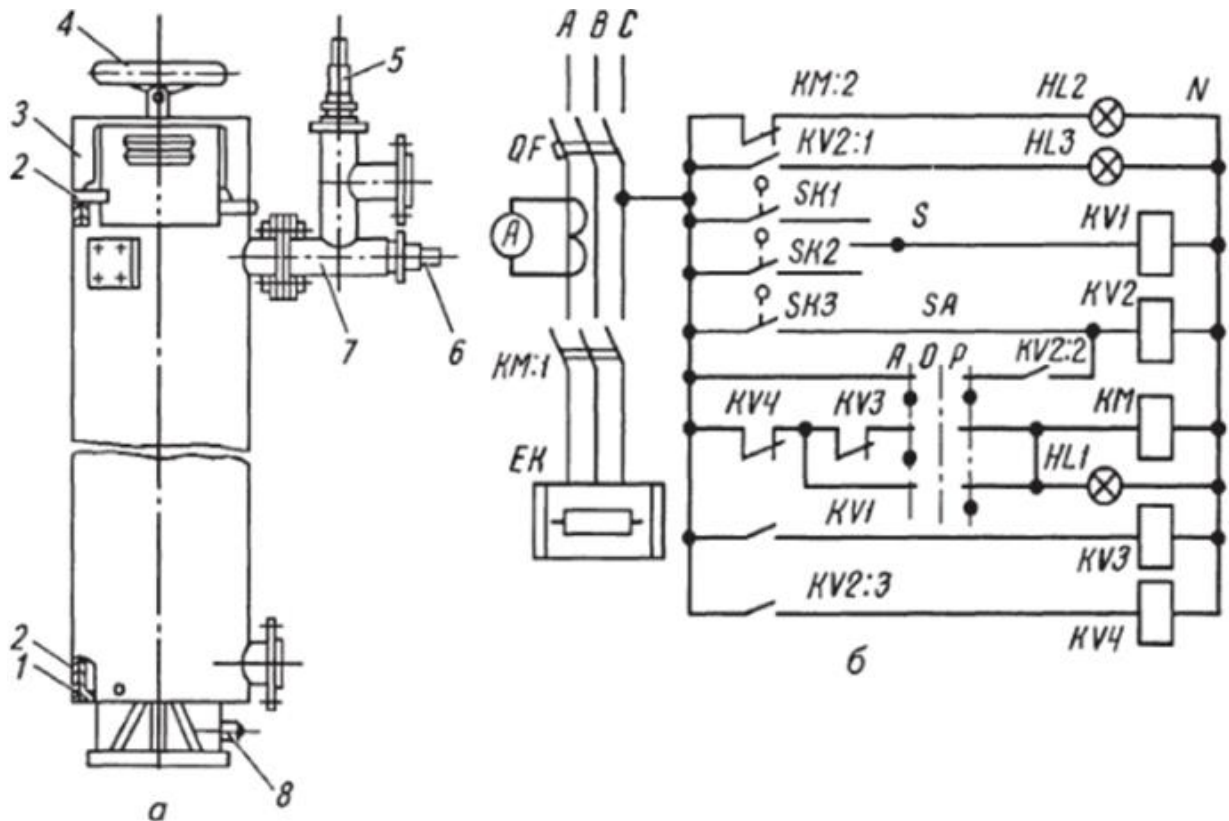 4
5
3
2
7
6
2
1
8
а
A B C
QF
A
KM:1
EK
KM:2
HL2
N
KV2:1
HL3
SK1
S
KV1
SK2
KV2
SK3
SA
A O P
KV2:2
KV4
KV3
KM
HL1
KV1
KV3
KV2:3
KV4
б